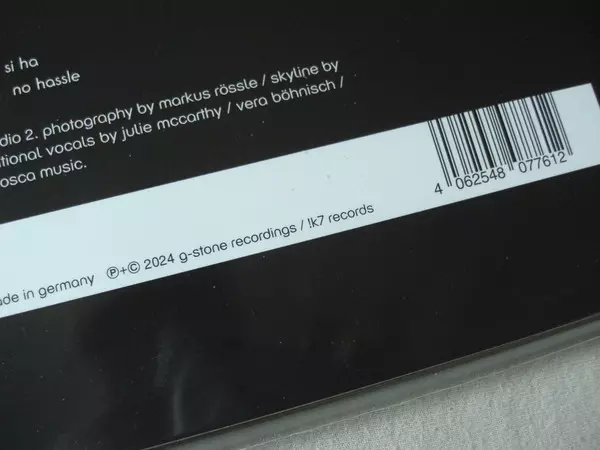 si ha
no hassle
dio 2. photography by markus rössle / skyline by
tional vocals by julie mccarthy / vera böhnisch /
osca music.
4 062548 077612
ade in germany ℗+© 2024 g-stone recordings / !k7 records